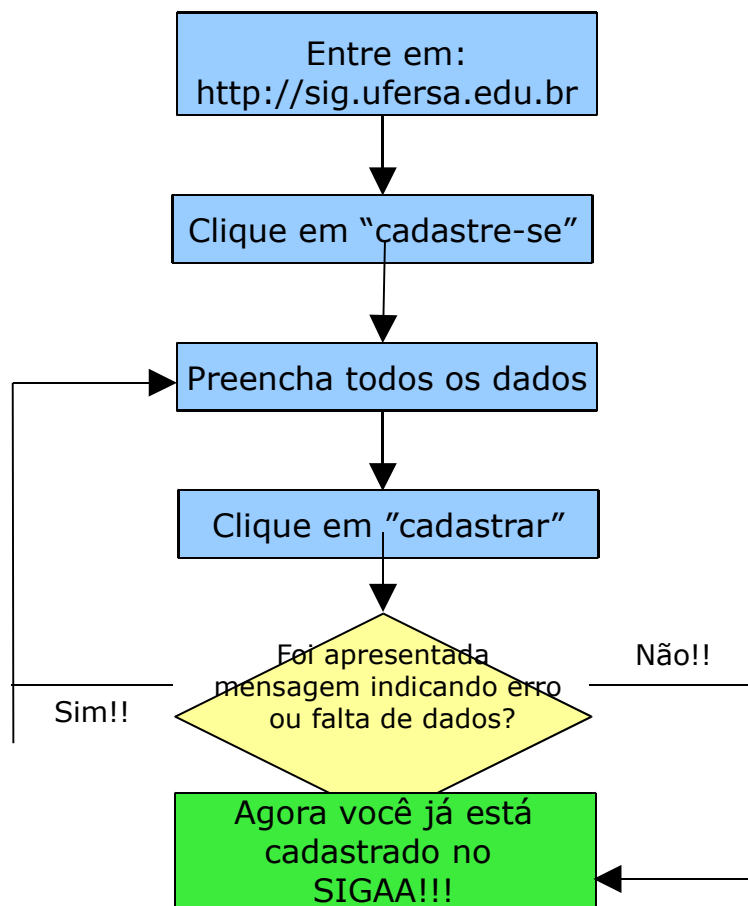 Entre em:
http://sig.ufersa.edu.br
Clique em “cadastre-se”
Preencha todos os dados
Clique em ”cadastrar”
Foi apresentada
mensagem indicando erro
ou falta de dados?
Não!!
Sim!!
Agora você já está
cadastrado no
SIGAA!!!